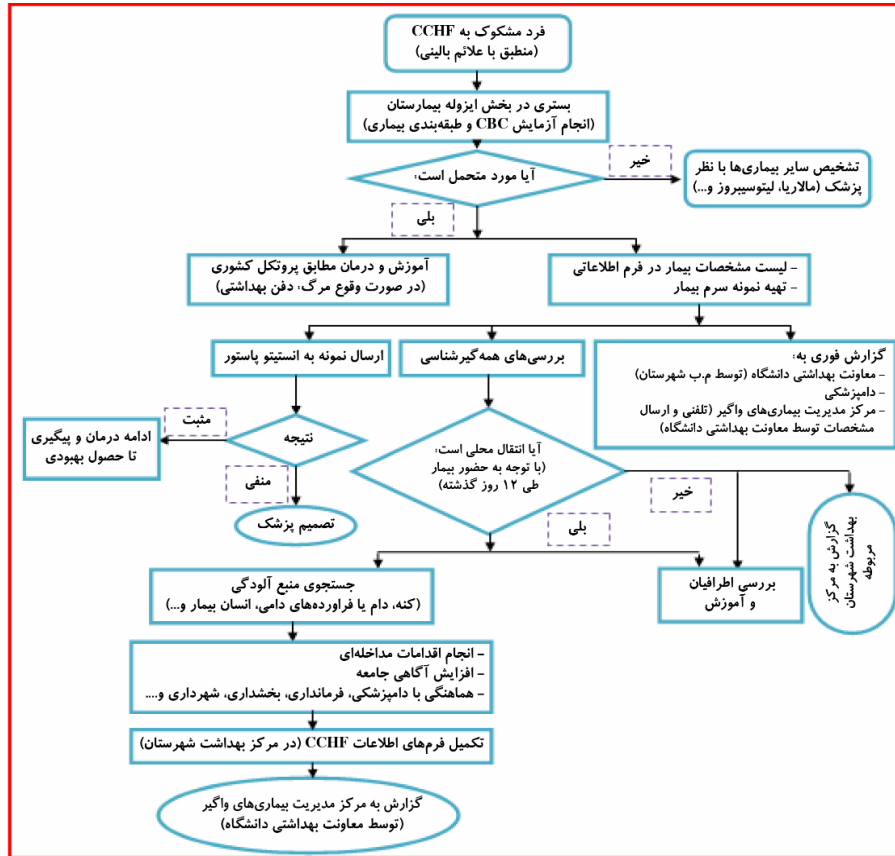 فرد مشکوک به CCHF
(منطبق با علائم بالینی)
بستری در بخش ایزوله بیمارستان
(انجام آزمایش CBC و طبقه‌بندی بیماری)
آیا مورد متحمل است؛
خیر
تشخیص سایر بیماری‌ها با نظر
پزشک (مالاریا، لیتوسیبروز و...)
بلی
آموزش و درمان مطابق پروتکل کشوری
(در صورت وقوع مرگ؛ دفن بهداشتی)
- لیست مشخصات بیمار در فرم اطلاعاتی
- تهیه نمونه سرم بیمار
گزارش فوری به:
- معاونت بهداشتی دانشگاه (توسط م.ب شهرستان)
- دامپزشکی
- مرکز مدیریت بیماری‌های واگیر (تلفنی و ارسال
مشخصات توسط معاونت بهداشتی دانشگاه)
بررسی‌های همه‌گیرشناسی
ارسال نمونه به انستیتو پاستور
نتیجه
مثبت
ادامه درمان و پیگیری
تا حصول بهبودی
منفی
تصمیم پزشک
آیا انتقال محلی است؛
(با توجه به حضور بیمار
طی ۱۲ روز گذشته)
خیر
گزارش به مرکز
بهداشت شهرستان
مربوطه
بلی
بررسی اطرافیان
و آموزش
جستجوی منبع آلودگی
(کنه، دام یا فراورده‌های دامی، انسان بیمار و...)
- انجام اقدامات مداخله‌ای
- افزایش آگاهی جامعه
- هماهنگی با دامپزشکی، فرمانداری، بخشداری، شهرداری و....
تکمیل فرم‌های اطلاعات CCHF (در مرکز بهداشت شهرستان)
گزارش به مرکز مدیریت بیماری‌های واگیر
(توسط معاونت بهداشتی دانشگاه)